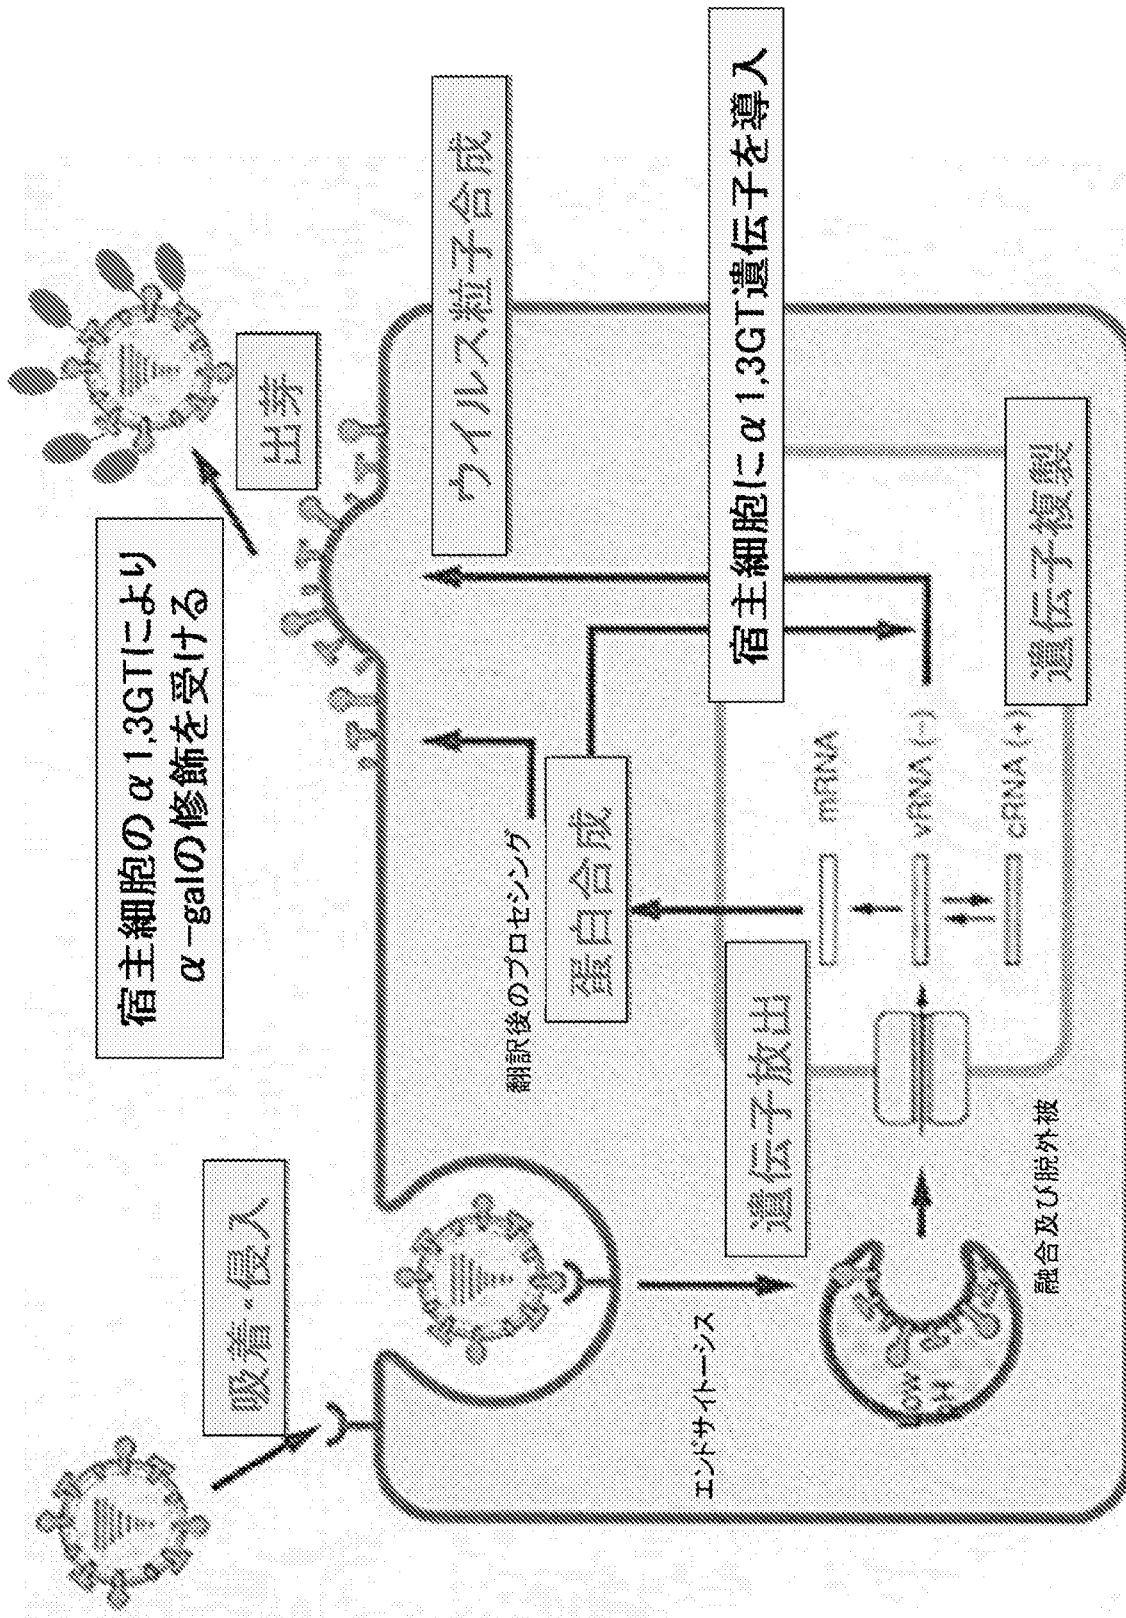 宿主細胞のα1,3GTにより
α-galの修飾を受ける
吸着・侵入
出芽
ウイルス粒子合成
翻訳後のプロセシング
蛋白合成
宿主細胞にα1,3GT遺伝子を導入
エンドサイトーシス
遺伝子放出
mRNA
vRNA (-)
cRNA (+)
遺伝子複製
Low
pH
融合及び脱外被